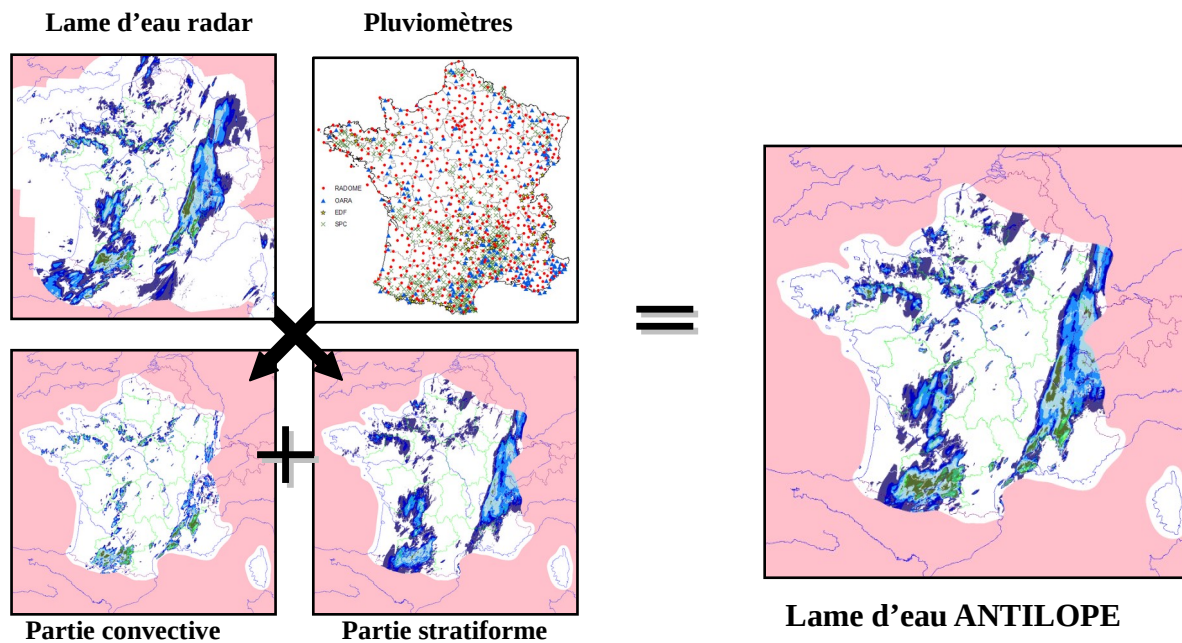 Lame d’eau radar
Pluviomètres
RADOME
OARA
EDF
SPC
Partie convective
Partie stratiforme
Lame d’eau ANTILOPE